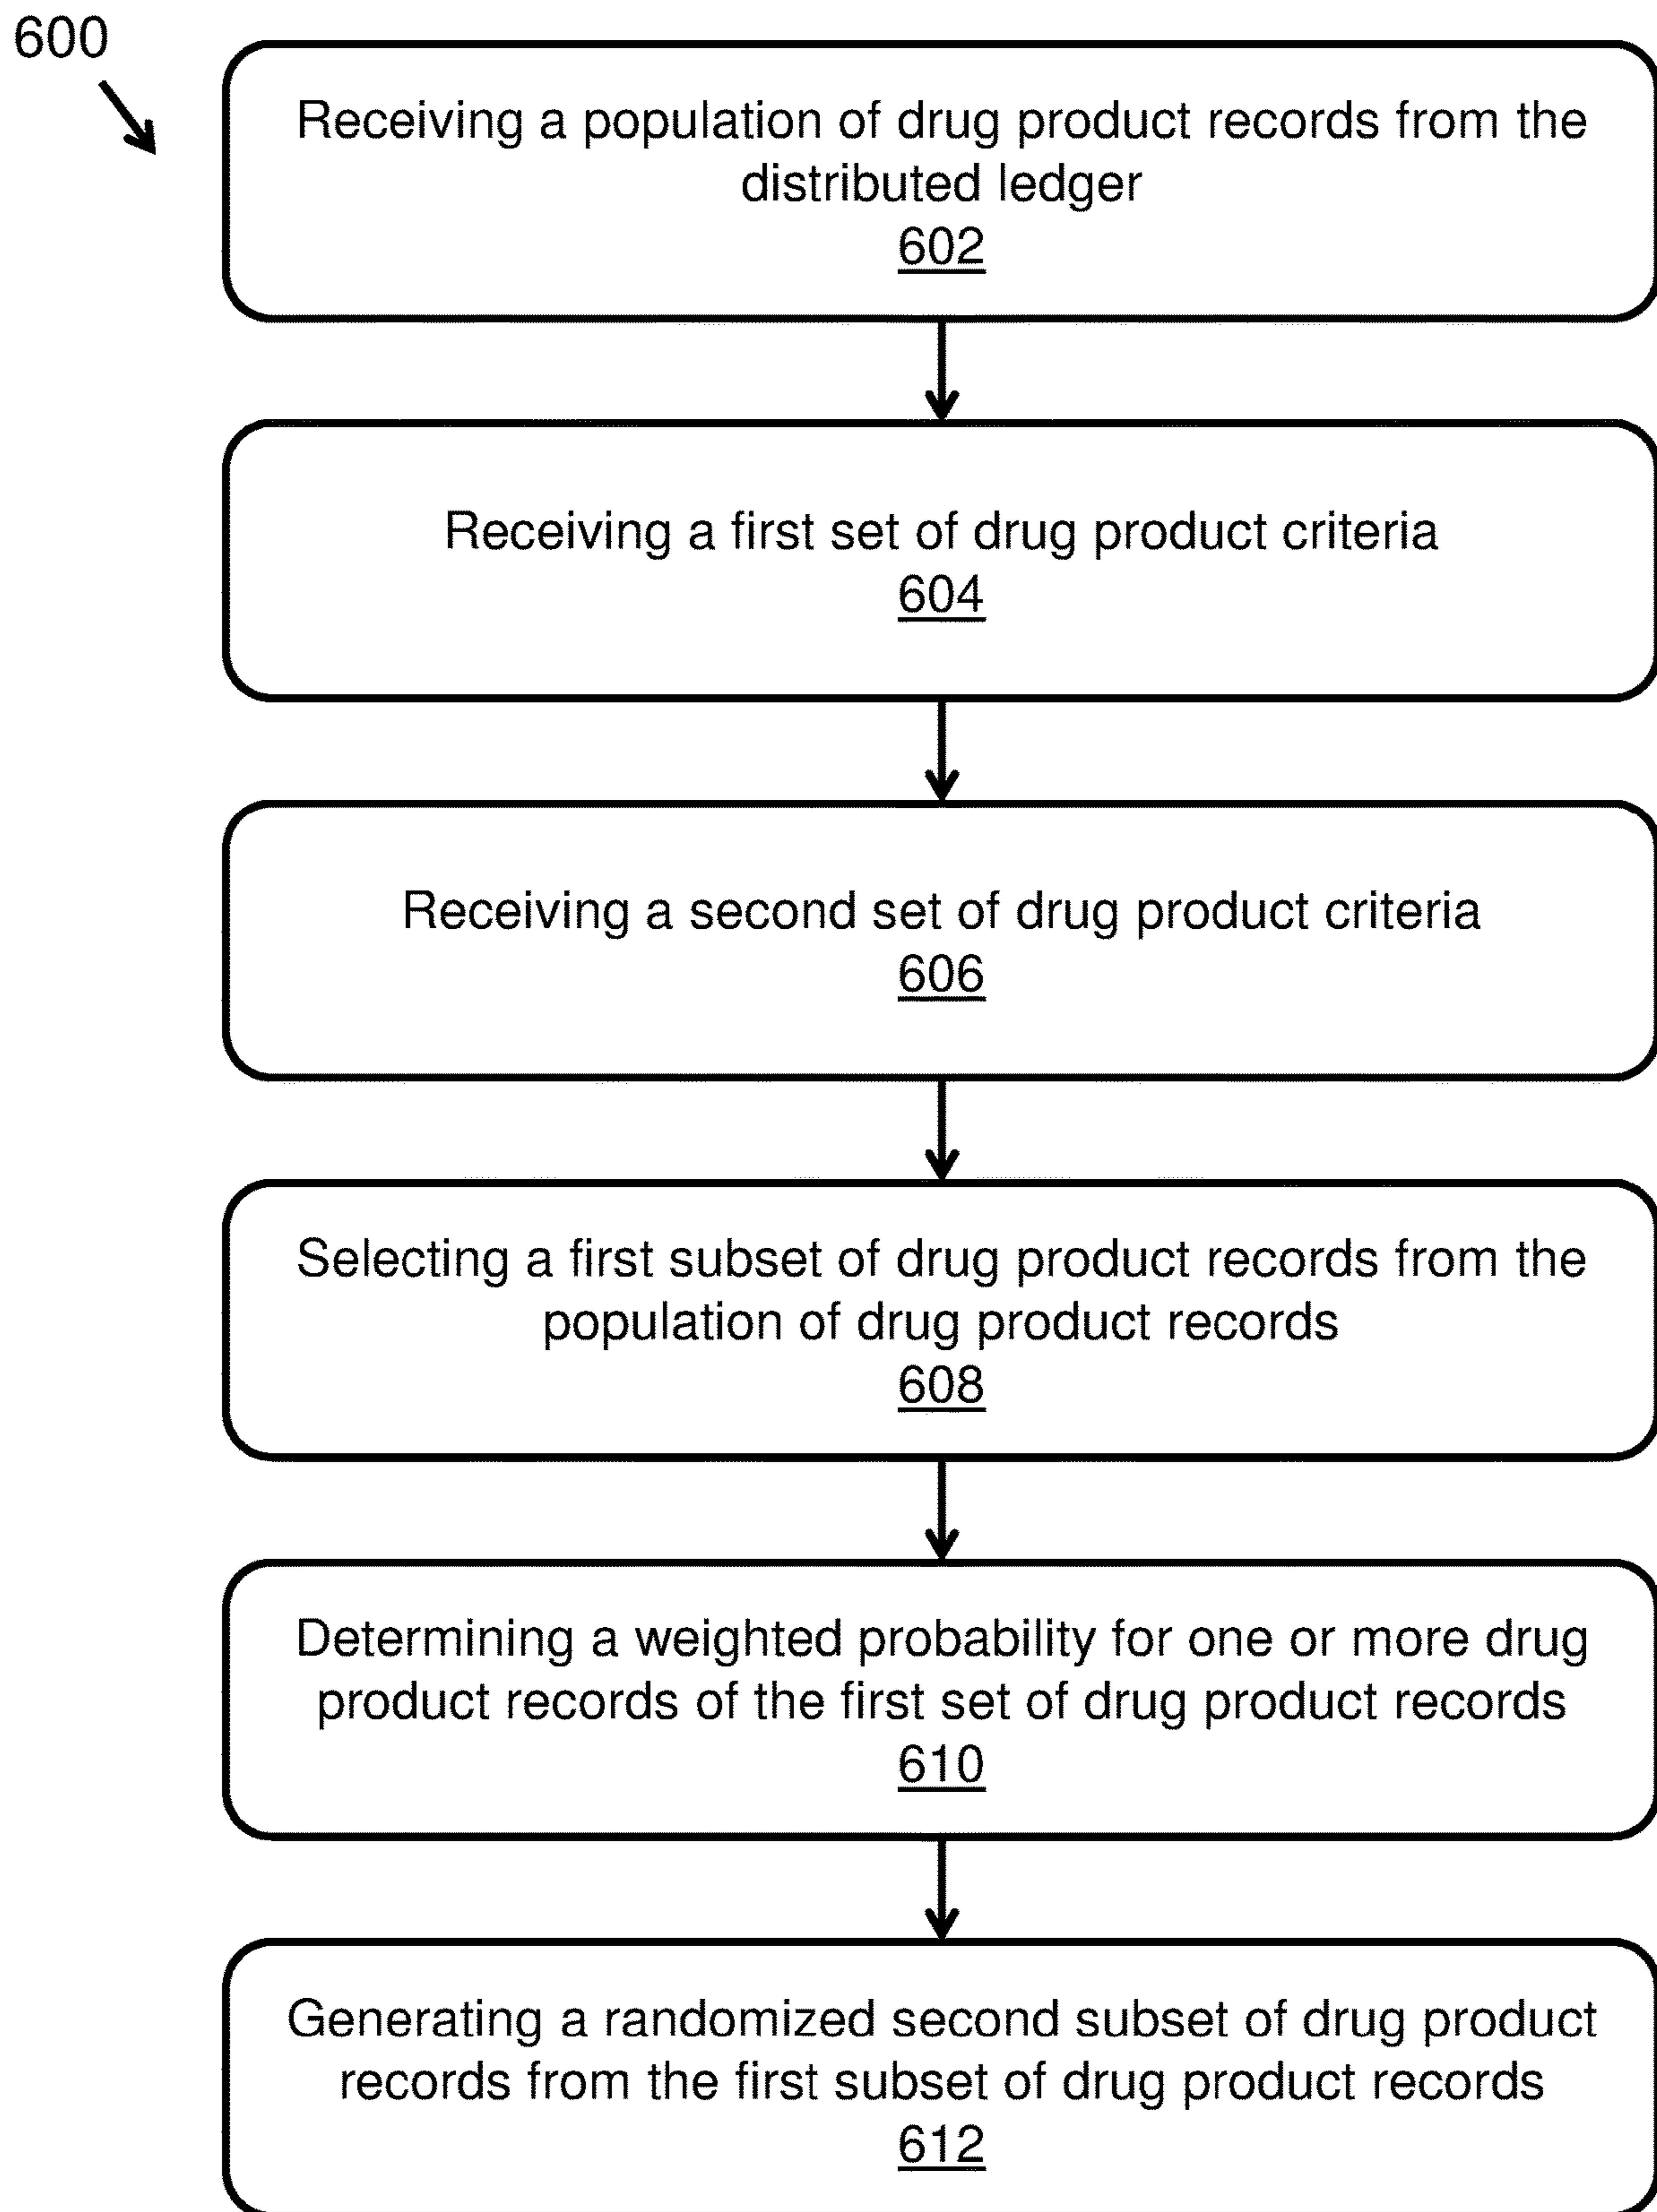 600
Receiving a population of drug product records from the
distributed ledger
602
Receiving a first set of drug product criteria
604
Receiving a second set of drug product criteria
606
Selecting a first subset of drug product records from the
population of drug product records
608
Determining a weighted probability for one or more drug
product records of the first set of drug product records
610
Generating a randomized second subset of drug product
records from the first subset of drug product records
612